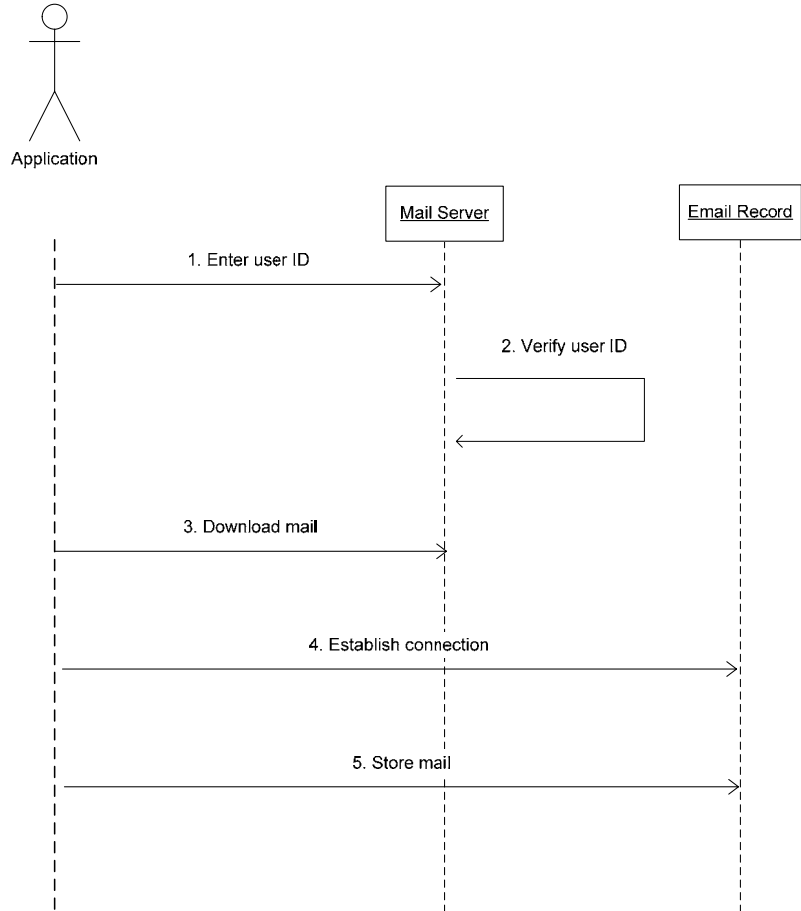 Application
Mail Server
Email Record
1. Enter user ID
2. Verify user ID
3. Download mail
4. Establish connection
5. Store mail